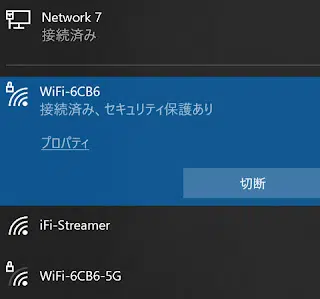 Network 7
接続済み
WiFi-6CB6
接続済み、セキュリティ保護あり
プロパティ
切断
iFi-Streamer
WiFi-6CB6-5G